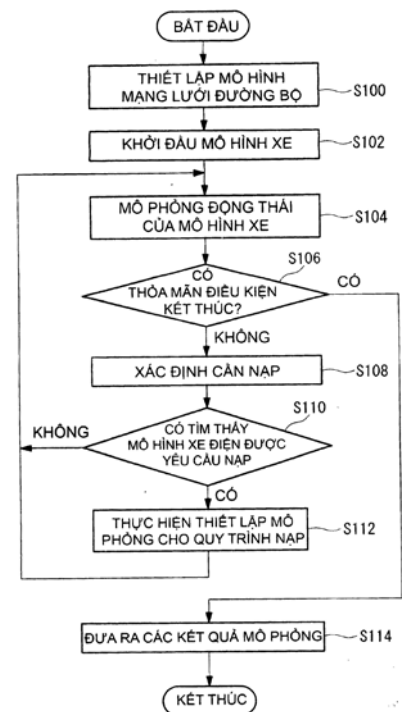 BẮT ĐẦU
THIẾT LẬP MÔ HÌNH
MẠNG LƯỚI ĐƯỜNG BỘ
S100
KHỞI ĐẦU MÔ HÌNH XE
S102
MÔ PHỎNG ĐỘNG THÁI
CỦA MÔ HÌNH XE
S104
S106
CÓ
THỎA MÃN ĐIỀU KIỆN
KẾT THÚC?
CÓ
KHÔNG
XÁC ĐỊNH CẦN NẠP
S108
S110
KHÔNG
CÓ TÌM THẤY
MÔ HÌNH XE ĐIỆN ĐƯỢC
YÊU CẦU NẠP
CÓ
THỰC HIỆN THIẾT LẬP MÔ
PHỎNG CHO QUY TRÌNH NẠP
S112
ĐƯA RA CÁC KẾT QUẢ MÔ PHỎNG
S114
KẾT THÚC